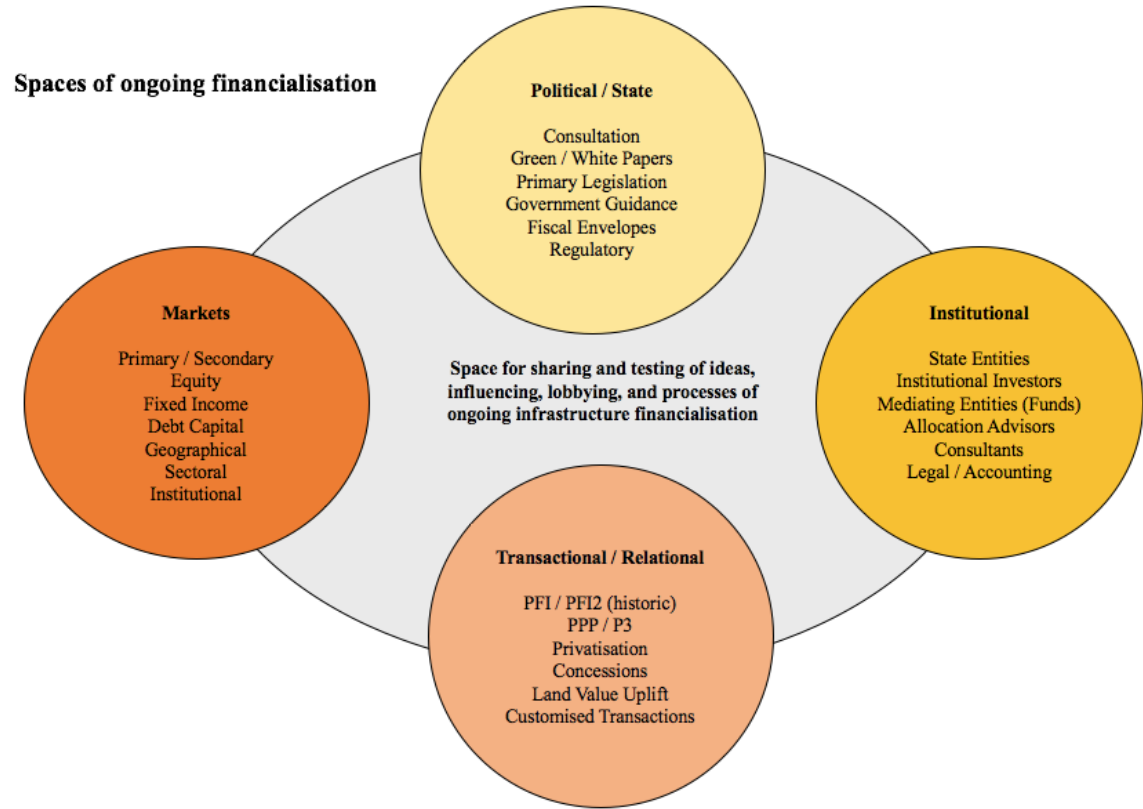 Spaces of ongoing financialisation
Political / State
Consultation
Green / White Papers
Primary Legislation
Government Guidance
Fiscal Envelopes
Regulatory
Markets
Primary / Secondary
Equity
Fixed Income
Debt Capital
Geographical
Sectoral
Institutional
Space for sharing and testing of ideas,
influencing, lobbying, and processes of
ongoing infrastructure financialisation
Institutional
State Entities
Institutional Investors
Mediating Entities (Funds)
Allocation Advisors
Consultants
Legal / Accounting
Transactional / Relational
PFI / PFI2 (historic)
PPP / P3
Privatisation
Concessions
Land Value Uplift
Customised Transactions